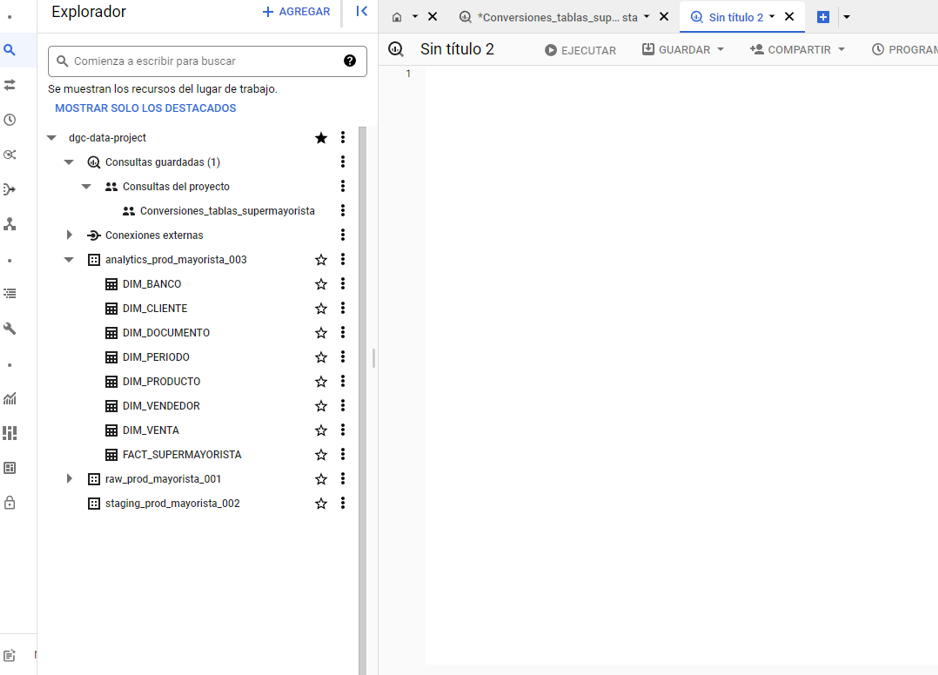 Explorador
AGREGAR
*Conversiones_tablas_sup... sta
Sin título 2
Comienza a escribir para buscar
Se muestran los recursos del lugar de trabajo.
MOSTRAR SOLO LOS DESTACADOS
dgc-data-project
Consultas guardadas (1)
Consultas del proyecto
Conversiones_tablas_supermayorista
Conexiones externas
analytics_prod_mayorista_003
DIM_BANCO
DIM_CLIENTE
DIM_DOCUMENTO
DIM_PERIODO
DIM_PRODUCTO
DIM_VENDEDOR
DIM_VENTA
FACT_SUPERMAYORISTA
raw_prod_mayorista_001
staging_prod_mayorista_002
Sin título 2
EJECUTAR
GUARDAR
COMPARTIR
PROGRAM
1